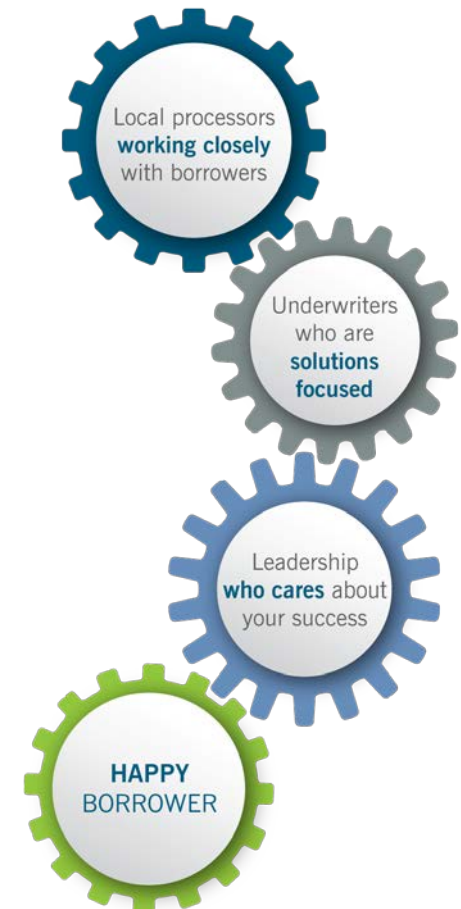 Local processors
working closely
with borrowers
Underwriters
who are
solutions
focused
Leadership
who cares about
your success
HAPPY
BORROWER